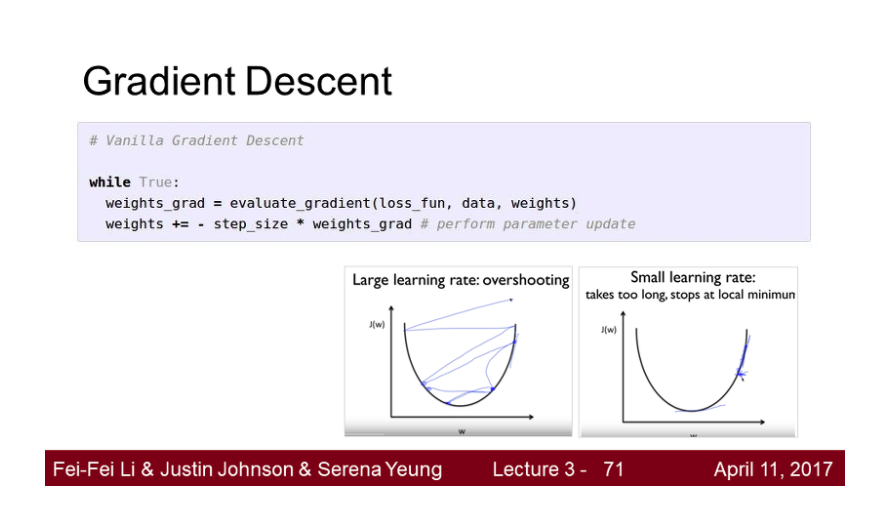 Gradient Descent
# Vanilla Gradient Descent
while True:
weights_grad = evaluate_gradient(loss_fun, data, weights)
weights += - step_size * weights_grad # perform parameter update
Large learning rate: overshooting
J(w)
w
Small learning rate:
takes too long, stops at local minimum
J(w)
w
Fei-Fei Li & Justin Johnson & Serena Yeung Lecture 3 - 71 April 11, 2017